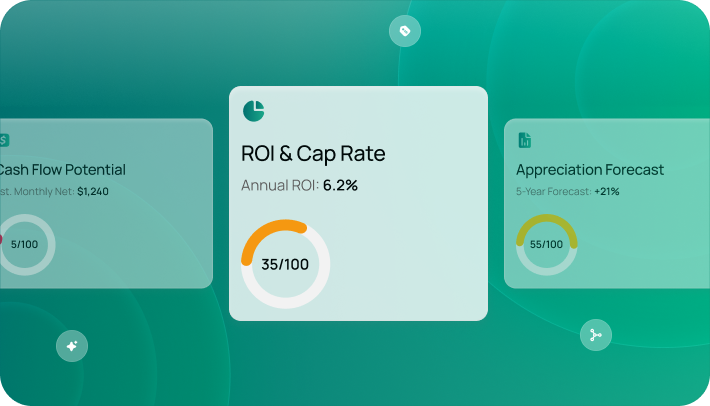 Cash Flow Potential
st. Monthly Net: $1,240
5/100
ROI & Cap Rate
Annual ROI: 6.2%
35/100
Appreciation Forecast
5-Year Forecast: +21%
55/100